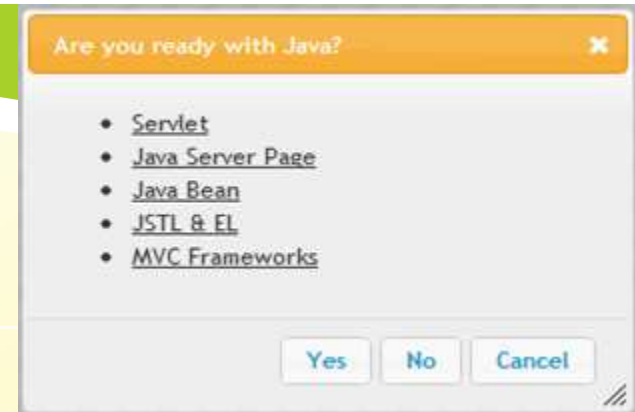 Are you ready with Java?
Servlet
Java Server Page
Java Bean
JSTL & EL
MVC Frameworks
Yes No Cancel